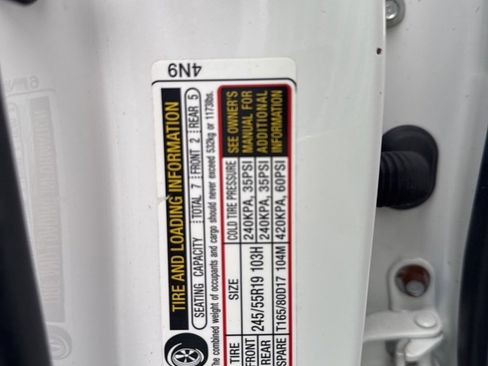 4N9
TIRE AND LOADING INFORMATION
SEATING CAPACITY TOTAL 7 FRONT 2 REAR 5
The combined weight of occupants and cargo should never exceed 532kg or 1173lbs.
TIRE SIZE COLD TIRE PRESSURE
FRONT 245/55R19 103H 240KPA, 35PSI
REAR 245/55R19 103H 240KPA, 35PSI
SPARE T165/80D17 104M 420KPA, 60PSI
SEE OWNER'S
MANUAL FOR
ADDITIONAL
INFORMATION